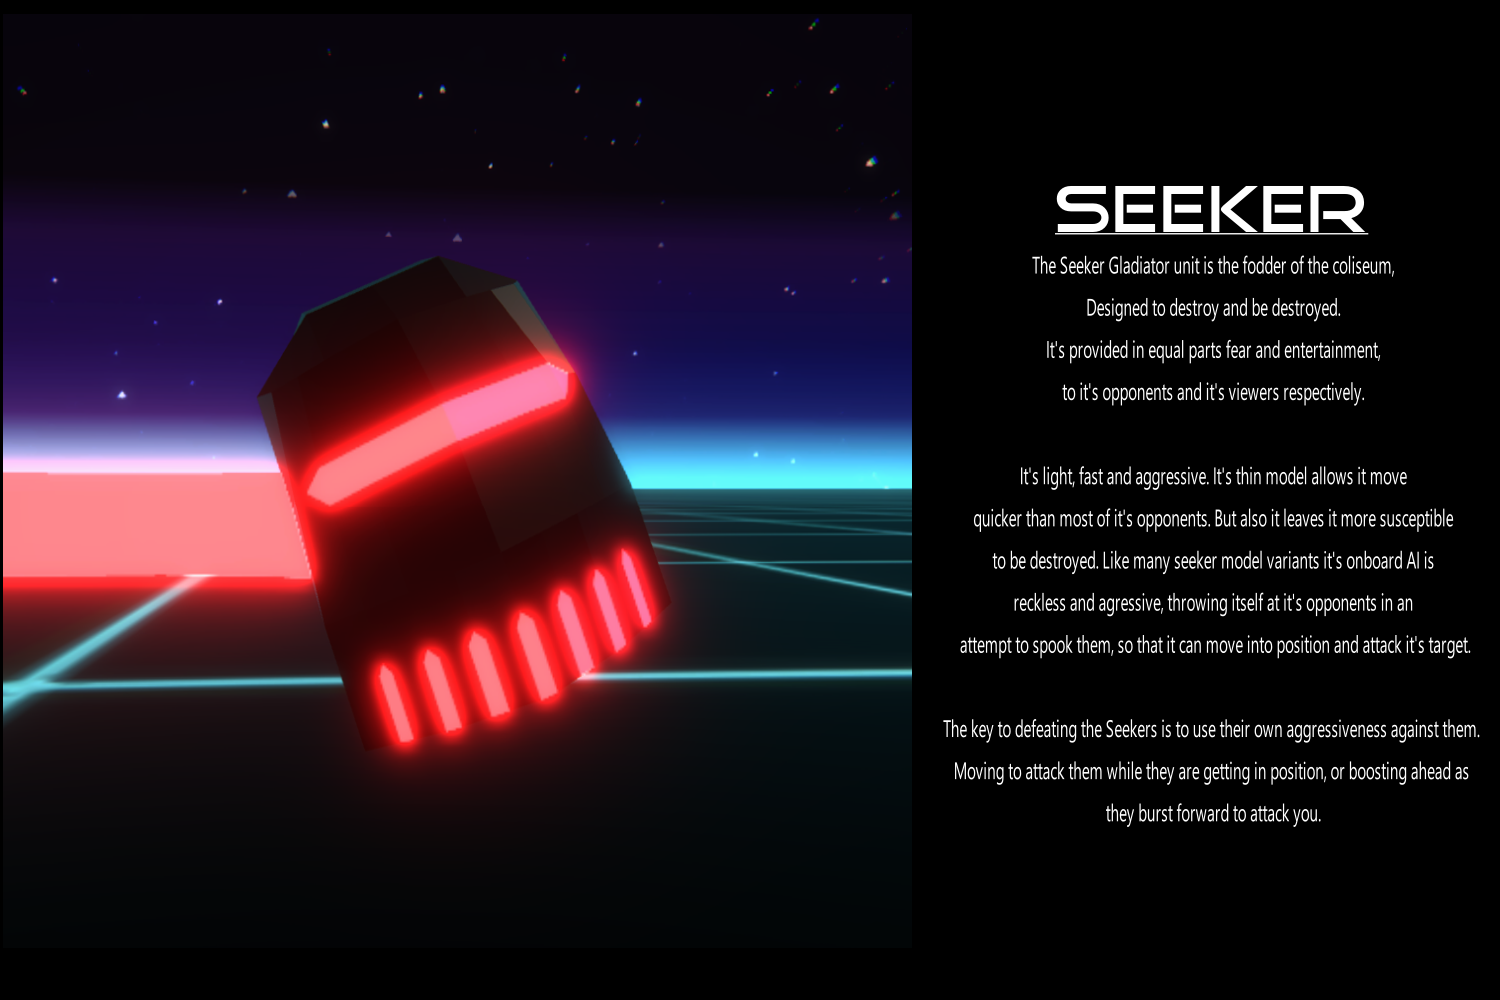 SEEKER
The Seeker Gladiator unit is the fodder of the coliseum,
Designed to destroy and be destroyed.
It's provided in equal parts fear and entertainment,
to it's opponents and it's viewers respectively.
It's light, fast and aggressive. It's thin model allows it move
quicker than most of it's opponents. But also it leaves it more susceptible
to be destroyed. Like many seeker model variants it's onboard AI is
reckless and agressive, throwing itself at it's opponents in an
attempt to spook them, so that it can move into position and attack it's target.
The key to defeating the Seekers is to use their own aggressiveness against them.
Moving to attack them while they are getting in position, or boosting ahead as
they burst forward to attack you.